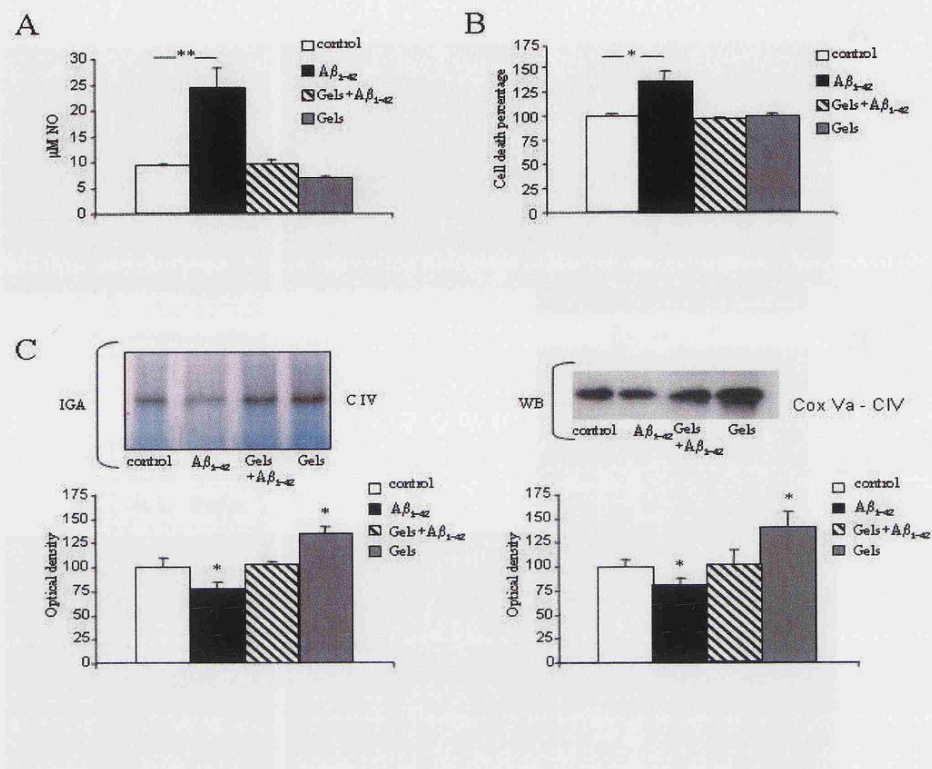 A
μM NO
30
25
20
15
10
5
0
**
control
Aβ1-42
Gels+Aβ1-42
Gels
B
Cell death percentage
175
150
125
100
75
50
25
0
*
control
Aβ1-42
Gels+Aβ1-42
Gels
C
IGA
C IV
control
Aβ1-42
Gels
+Aβ1-42
Gels
WB
Cox Va - CIV
control
Aβ1-42
Gels
+Aβ1-42
Gels
Optical density
175
150
125
100
75
50
25
0
*
*
control
Aβ1-42
Gels+Aβ1-42
Gels
Optical density
175
150
125
100
75
50
25
0
*
*
control
Aβ1-42
Gels+Aβ1-42
Gels